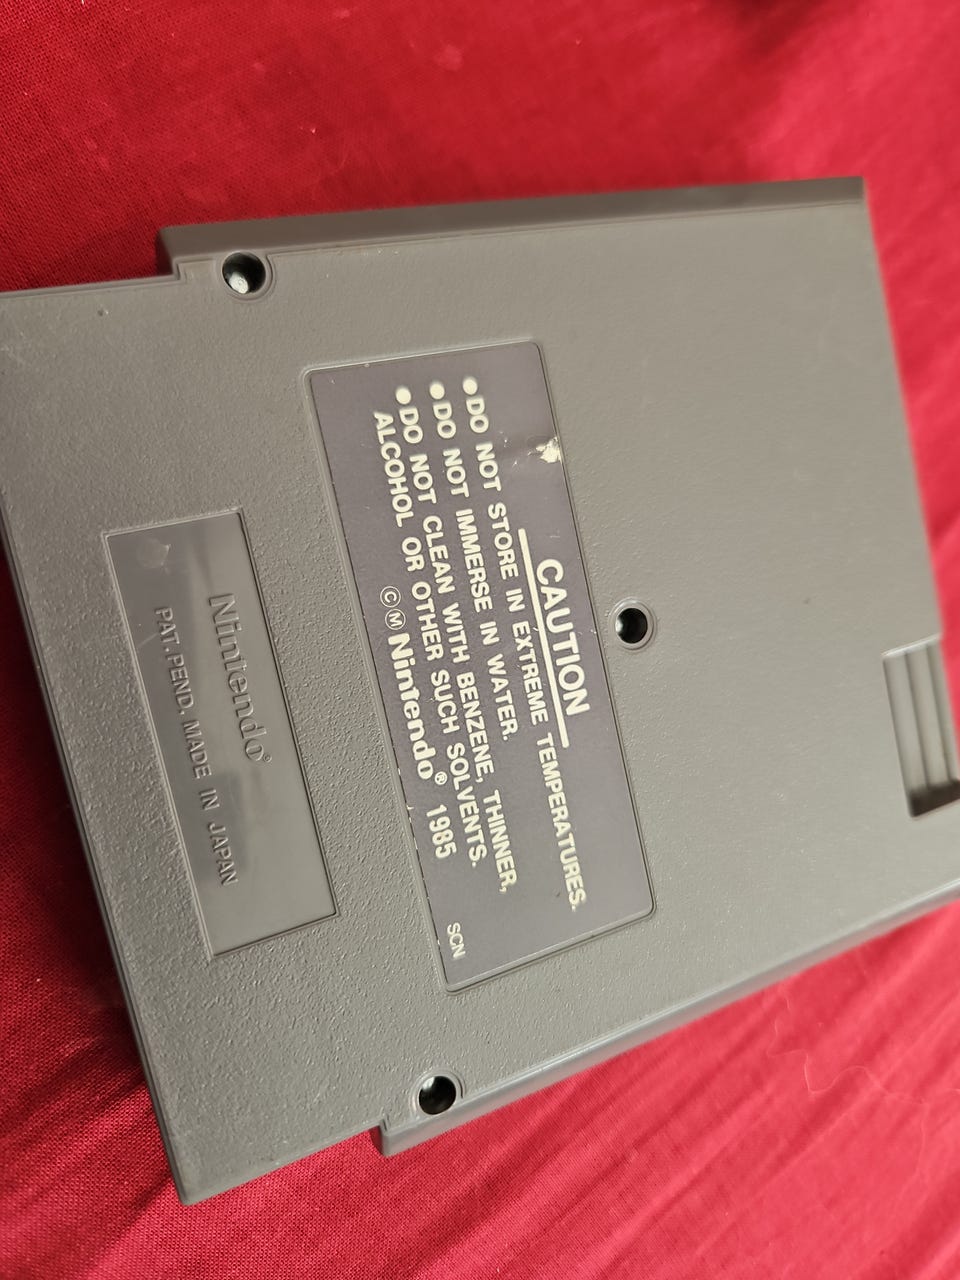 CAUTION
●DO NOT STORE IN EXTREME TEMPERATURES.
●DO NOT IMMERSE IN WATER.
●DO NOT CLEAN WITH BENZENE, THINNER,
ALCOHOL OR OTHER SUCH SOLVENTS.
ⒸⓂNintendo® 1985
SCN
Nintendo®
PAT. PEND. MADE IN JAPAN